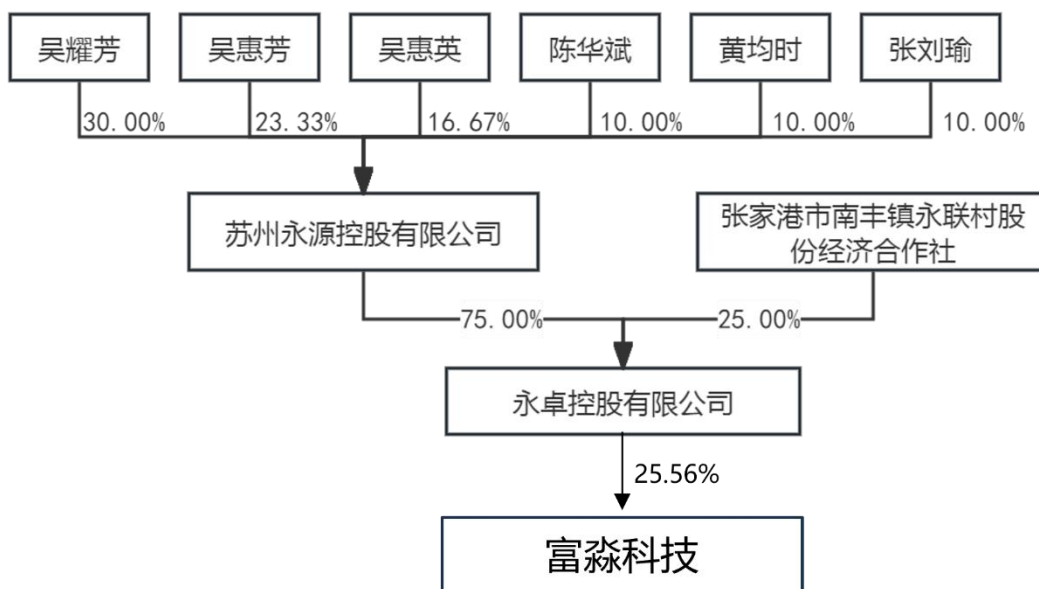 吴耀芳
吴惠芳
吴惠英
陈华斌
黄均时
张刘瑜
30.00%
23.33%
16.67%
10.00%
10.00%
10.00%
苏州永源控股有限公司
张家港市南丰镇永联村股
份经济合作社
75.00%
25.00%
永卓控股有限公司
25.56%
富淼科技